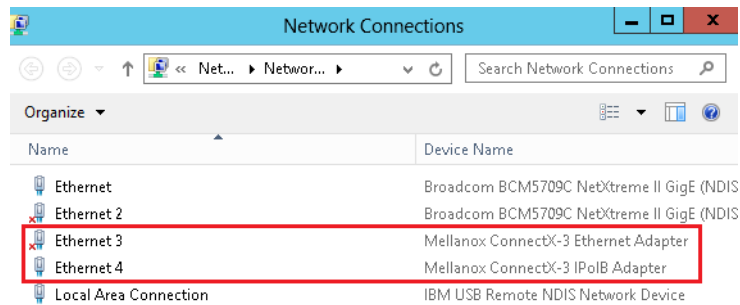 Network Connections
« Net... Networ... Search Network Connections
Organize
Name Device Name
Ethernet Broadcom BCM5709C NetXtreme II GigE (NDIS
Ethernet 2 Broadcom BCM5709C NetXtreme II GigE (NDIS
Ethernet 3 Mellanox ConnectX-3 Ethernet Adapter
Ethernet 4 Mellanox ConnectX-3 IPoIB Adapter
Local Area Connection IBM USB Remote NDIS Network Device